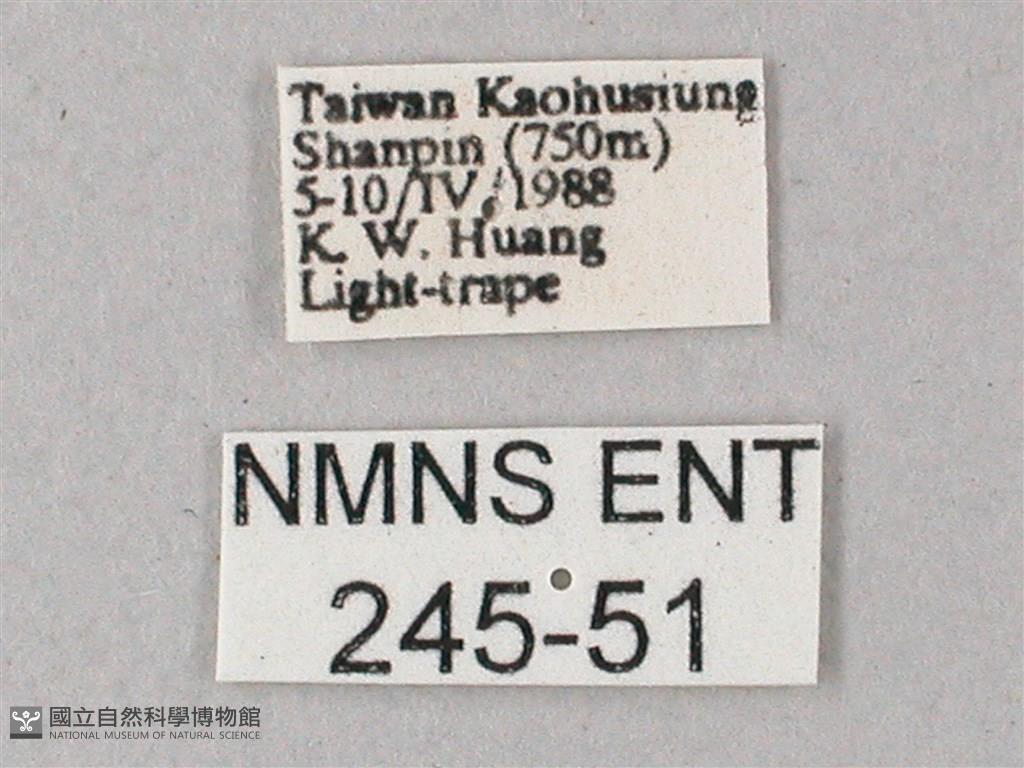 Taiwan Kaohusiung
Shanpin (750m)
5-10/IV, 1988
K. W. Huang
Light-trape
NMNS ENT
245-51
國立自然科學博物館
NATIONAL MUSEUM OF NATURAL SCIENCE